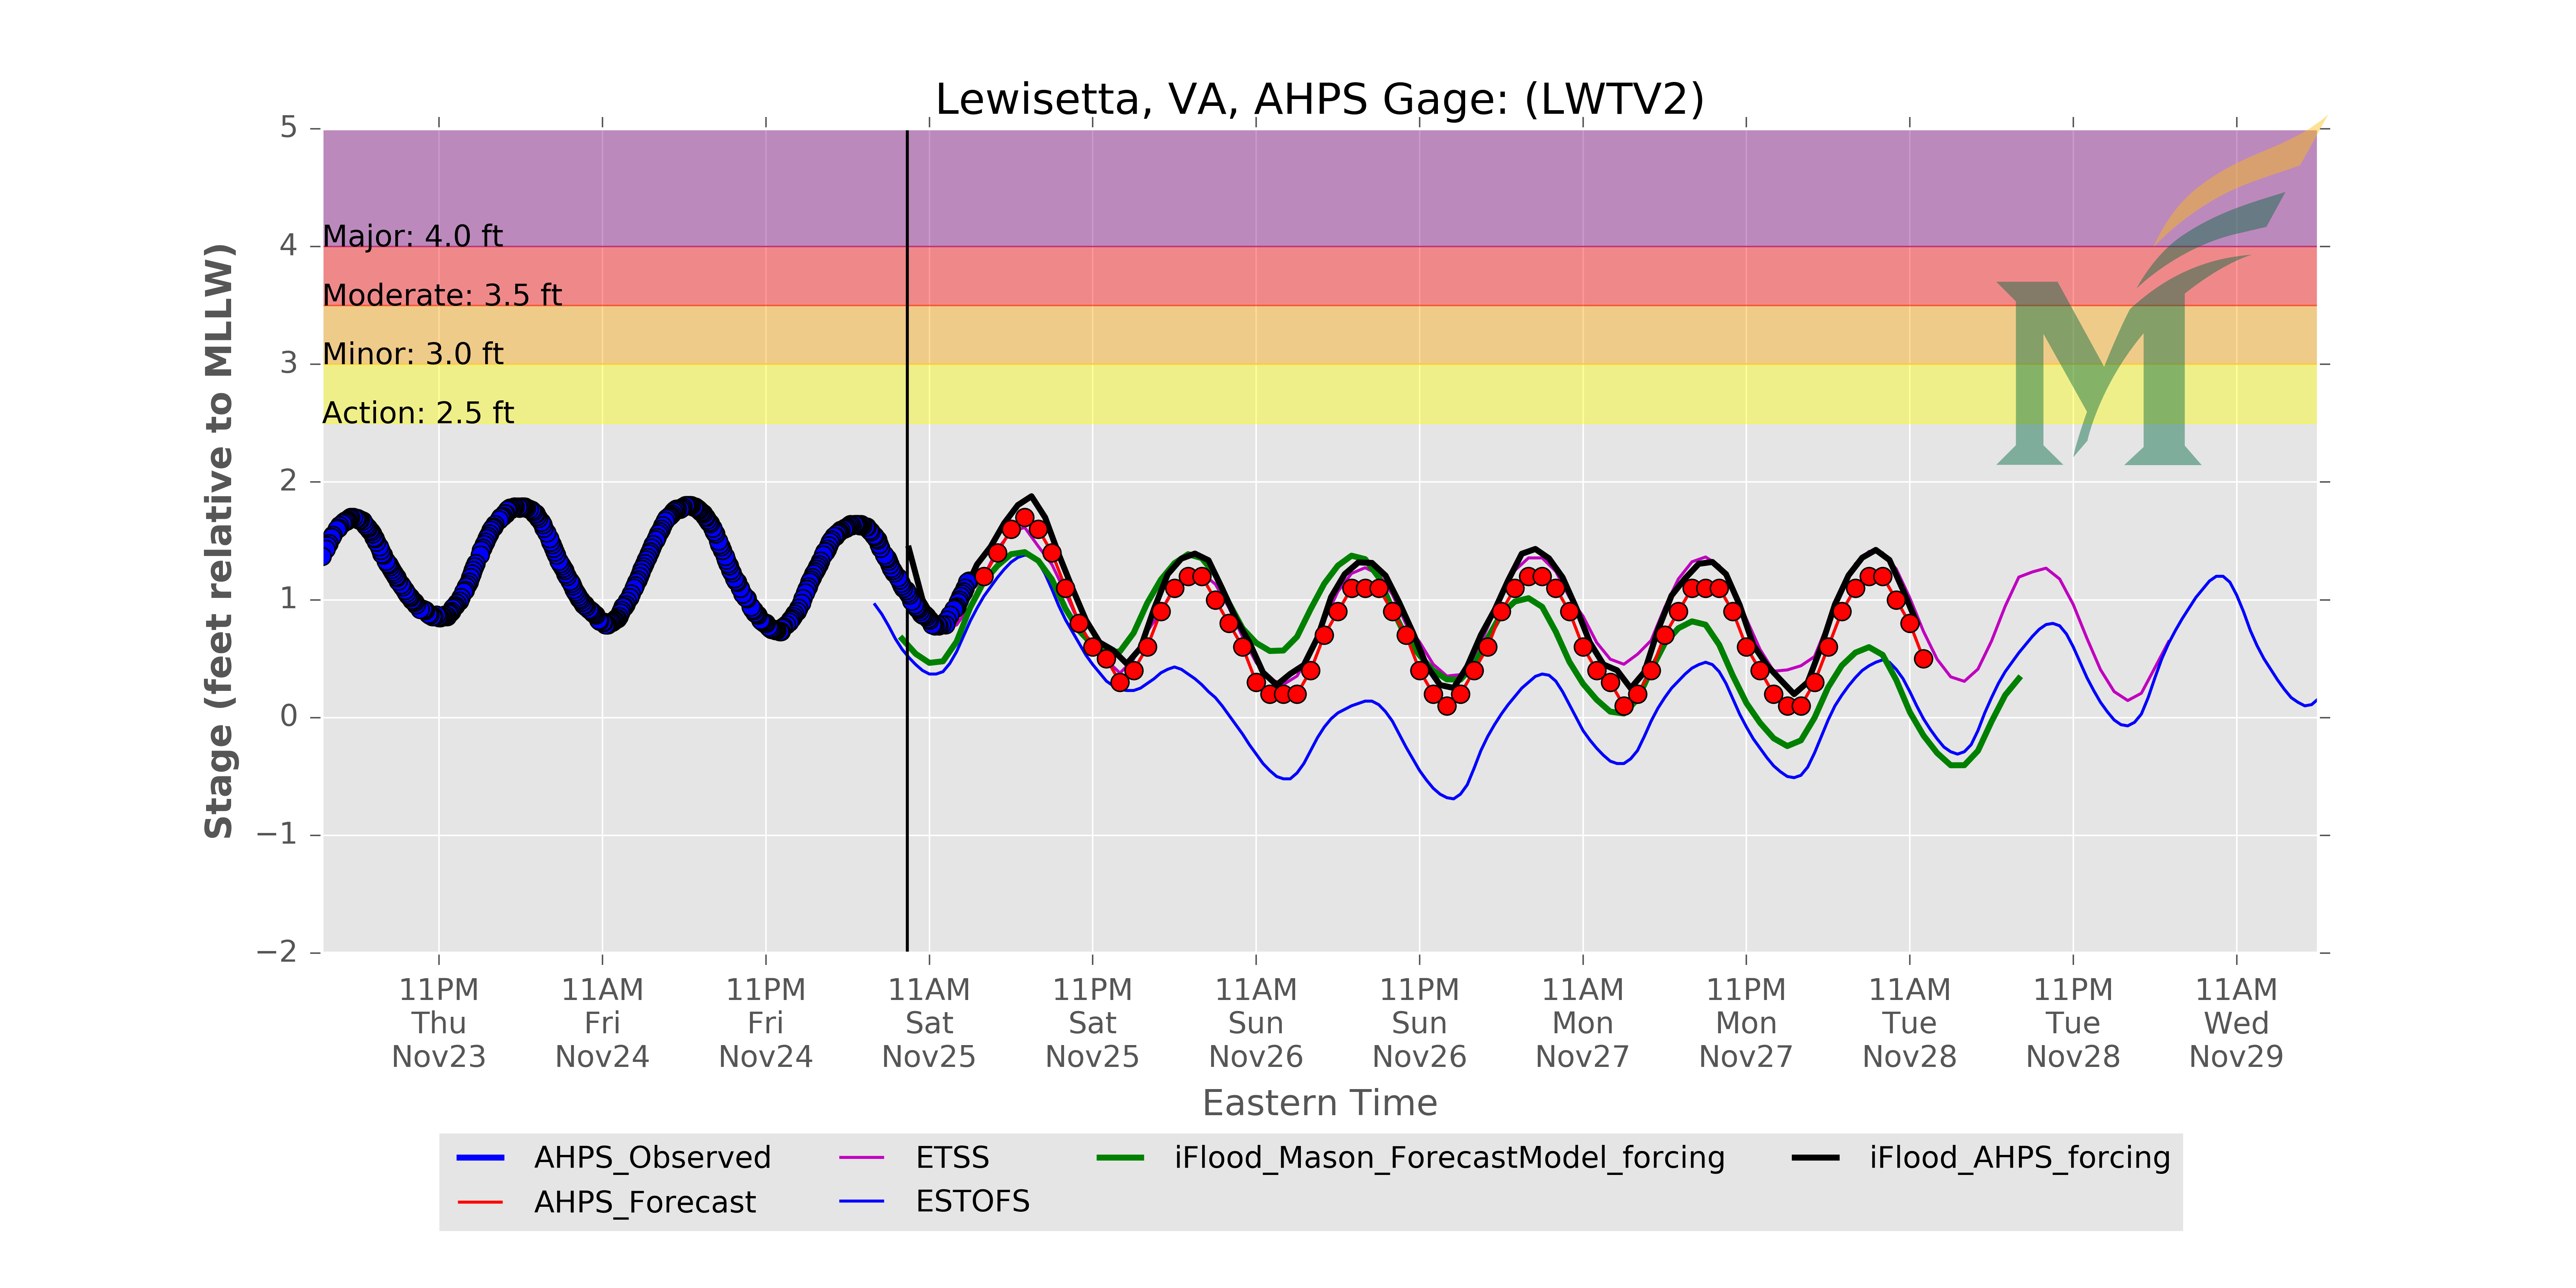 Lewisetta, VA, AHPS Gage: (LWTV2)
5
4
3
2
1
0
−1
−2
Stage (feet relative to MLLW)
Major: 4.0 ft
Moderate: 3.5 ft
Minor: 3.0 ft
Action: 2.5 ft
M
11PM
Thu
Nov23
11AM
Fri
Nov24
11PM
Fri
Nov24
11AM
Sat
Nov25
11PM
Sat
Nov25
11AM
Sun
Nov26
11PM
Sun
Nov26
11AM
Mon
Nov27
11PM
Mon
Nov27
11AM
Tue
Nov28
11PM
Tue
Nov28
11AM
Wed
Nov29
Eastern Time
AHPS_Observed
AHPS_Forecast
ETSS
ESTOFS
iFlood_Mason_ForecastModel_forcing
iFlood_AHPS_forcing